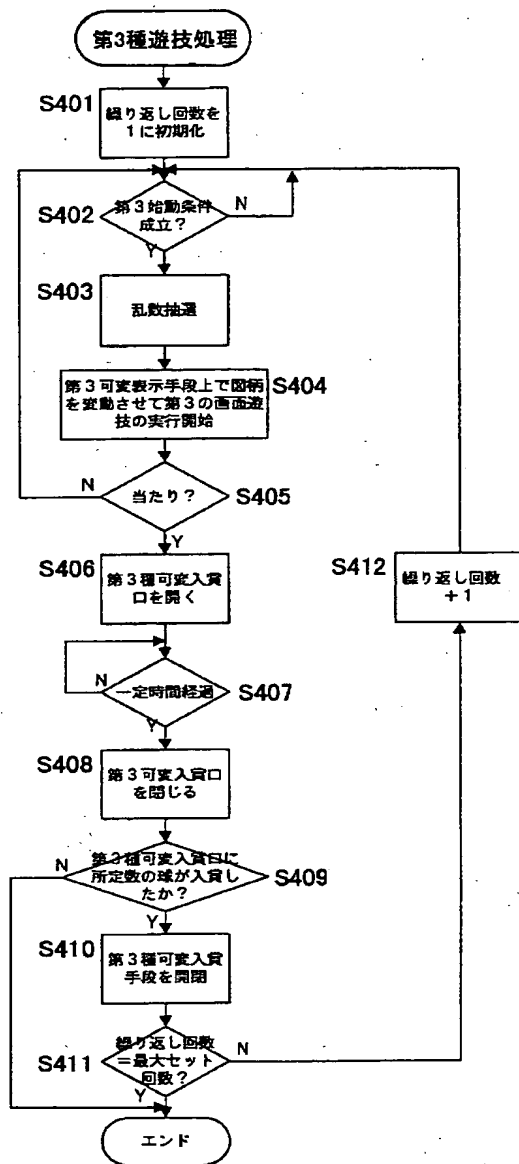 第3種遊技処理
S401
繰り返し回数を
1に初期化
S402
第3始動条件
成立?
N
Y
S403
乱数抽選
第3可変表示手段上で図柄
を変動させて第3の画面遊
技の実行開始
S404
N
当たり?
S405
Y
S406
第3種可変入賞
口を開く
S412
繰り返し回数
+1
N
一定時間経過
S407
Y
S408
第3可変入賞口
を閉じる
N
第3種可変入賞口に
所定数の球が入賞し
たか?
S409
Y
S410
第3種可変入賞
手段を開閉
S411
繰り返し回数
=最大セット
回数?
N
Y
エンド